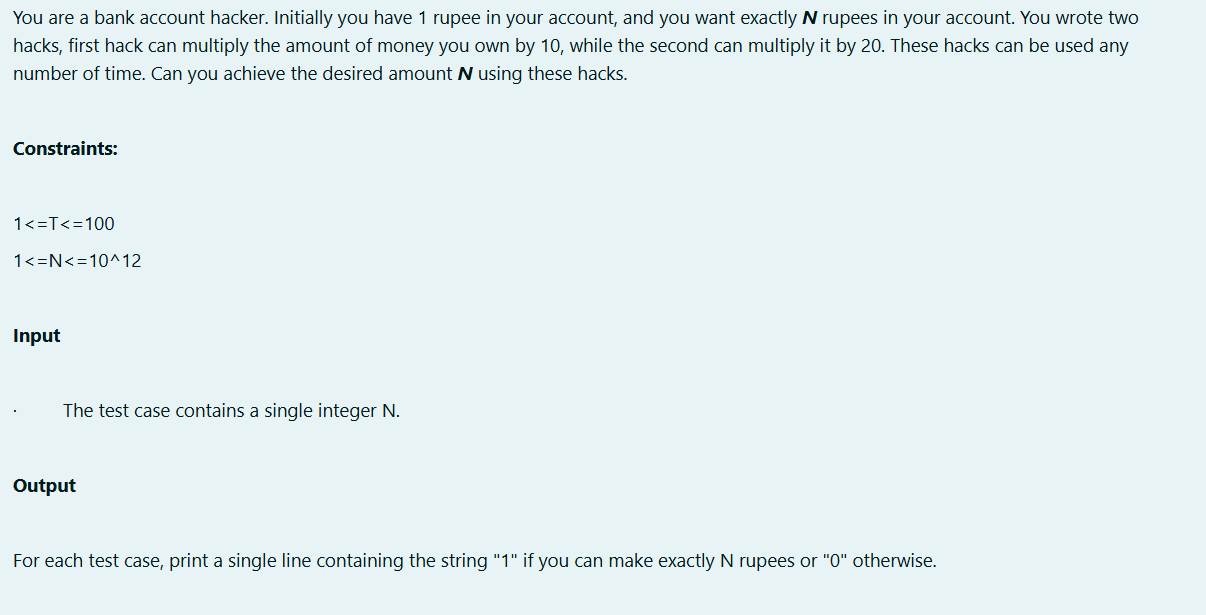 You are a bank account hacker. Initially you have 1 rupee in your account, and you want exactly N rupees in your account. You wrote two
hacks, first hack can multiply the amount of money you own by 10, while the second can multiply it by 20. These hacks can be used any
number of time. Can you achieve the desired amount N using these hacks.
Constraints:
1<=T<=100
1<=N<=10^12
Input
· The test case contains a single integer N.
Output
For each test case, print a single line containing the string "1" if you can make exactly N rupees or "0" otherwise.